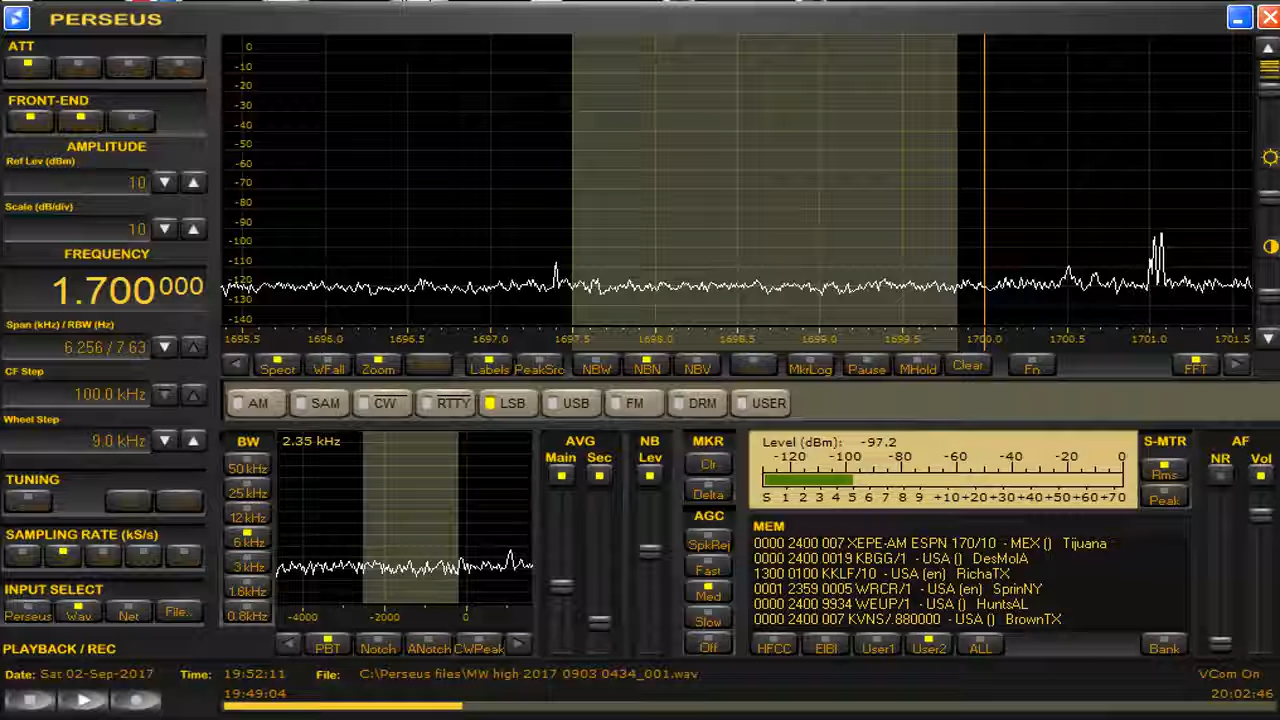 PERSEUS
ATT
FRONT-END
AMPLITUDE
Ref Lev (dBm)
10
Scale (dB/div)
10
FREQUENCY
1.700000
Span (kHz) / RBW (Hz)
6.256 / 7.63
CF Step
100.0 kHz
Wheel Step
9.0 kHz
TUNING
SAMPLING RATE (kS/s)
INPUT SELECT
Perseus Wav Net File..
PLAYBACK / REC
0
-10
-20
-30
-40
-50
-60
-70
-80
-90
-100
-110
-120
-130
-140
1695.5 1696.0 1696.5 1697.0 1697.5 1698.0 1698.5 1699.0 1699.5 1700.0 1700.5 1701.0 1701.5
Spect WFall Zoom Labels PeakSrc NBW NBN NBV MkrLog Pause MHold Clear Fn FFT
AM SAM CW RTTY LSB USB FM DRM USER
BW
50 kHz
25 kHz
12 kHz
6 kHz
3 kHz
1.6kHz
0.8kHz
2.35 kHz
-4000 -2000 0
PBT Notch ANotch CWPeak
AVG
Main Sec
NB
Lev
MKR
Clr
Delta
AGC
SpkRej
Fast
Med
Slow
Off
Level (dBm): -97.2
-120 -100 -80 -60 -40 -20 0
S 1 2 3 4 5 6 7 8 9 +10+20+30+40+50+60+70
S-MTR
Rms
Peak
AF
NR Vol
MEM
0000 2400 007 XEPE-AM ESPN 170/10 - MEX () Tijuana
0000 2400 0019 KBGG/1 - USA () DesMoIA
1300 0100 KKLF/10 - USA (en) RichaTX
0001 2359 0005 WRCR/1 - USA (en) SprinNY
0000 2400 9934 WEUP/1 - USA () HuntsAL
0000 2400 007 KVNS/.880000 - USA () BrownTX
HFCC EIBI User1 User2 ALL Bank
Date: Sat 02-Sep-2017 Time: 19:52:11 File: C:\Perseus files\MW high 2017 0903 0434_001.wav VCom On
19:49:04 20:02:46